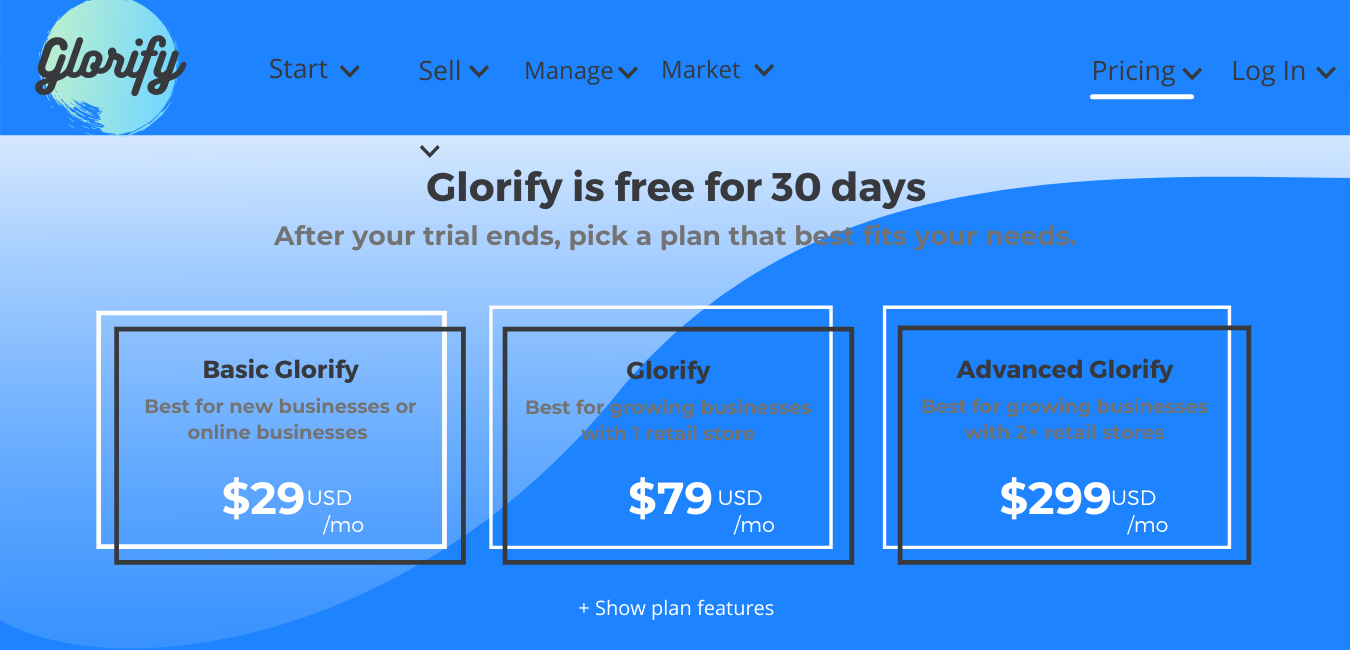 Glorify
Start Sell Manage Market Pricing Log In
Glorify is free for 30 days
After your trial ends, pick a plan that best fits your needs.
Basic Glorify
Best for new businesses or
online businesses
$29 USD
/mo
Glorify
Best for growing businesses
with 1 retail store
$79 USD
/mo
Advanced Glorify
Best for growing businesses
with 2+ retail stores
$299 USD
/mo
+ Show plan features